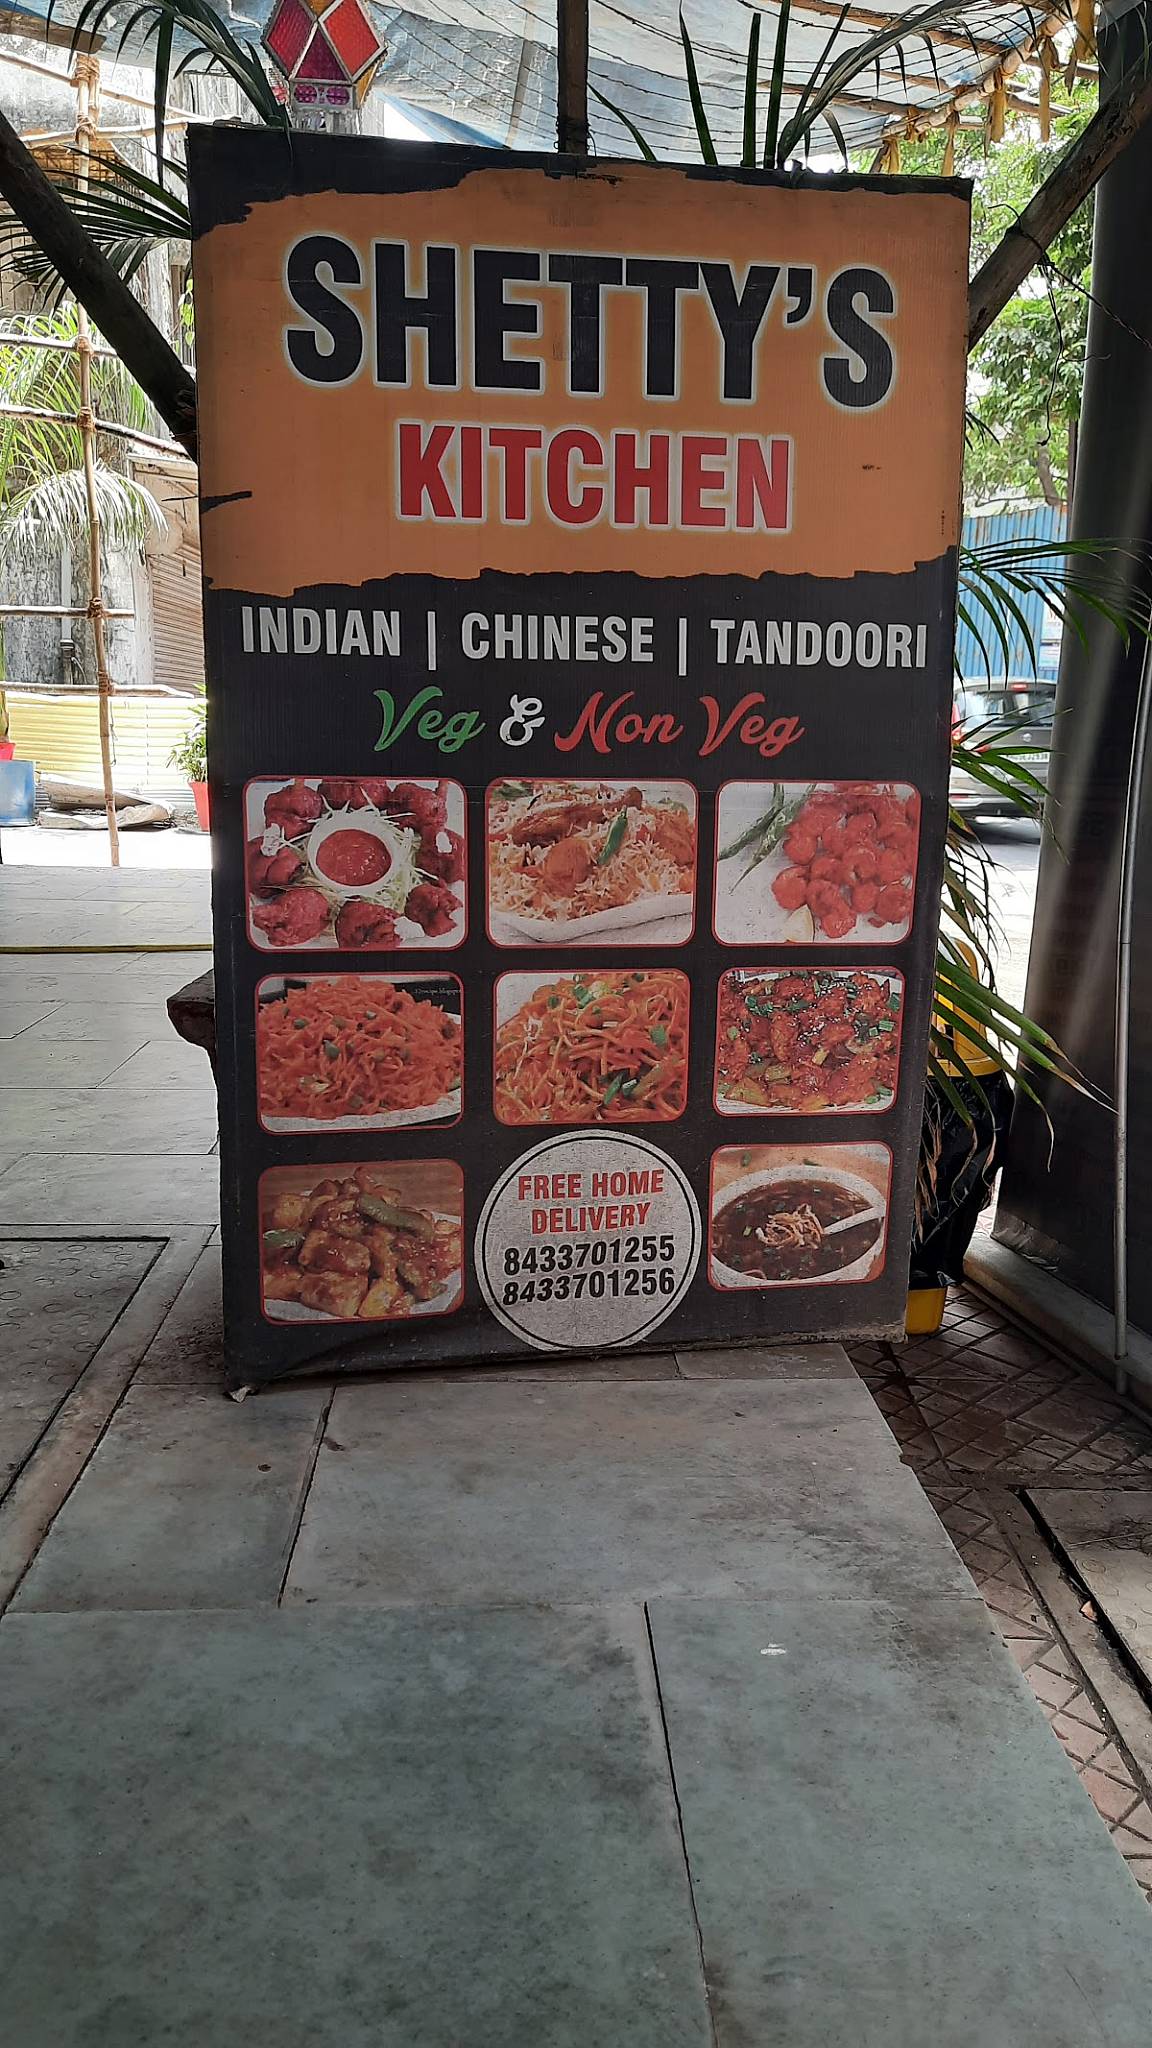 SHETTY'S
KITCHEN
INDIAN | CHINESE | TANDOORI
Veg & Non Veg
FREE HOME
DELIVERY
8433701255
8433701256